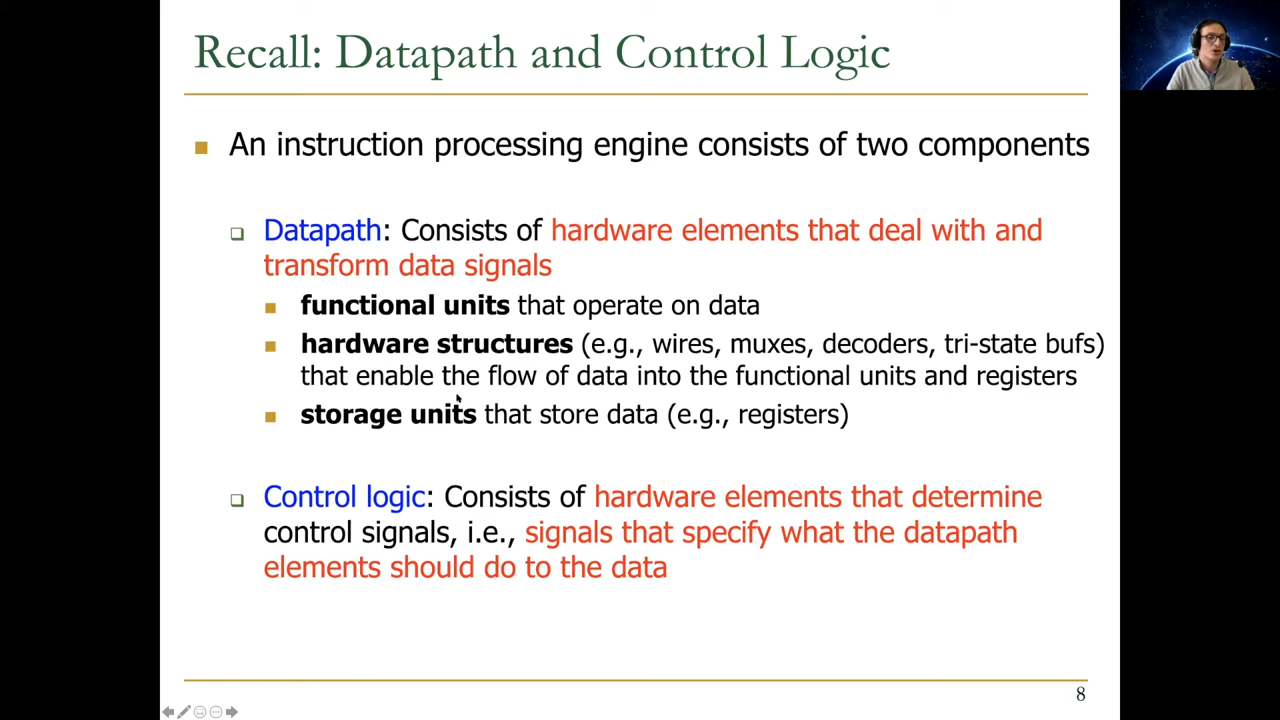 Recall: Datapath and Control Logic
An instruction processing engine consists of two components
Datapath: Consists of hardware elements that deal with and
transform data signals
functional units that operate on data
hardware structures (e.g., wires, muxes, decoders, tri-state bufs)
that enable the flow of data into the functional units and registers
storage units that store data (e.g., registers)
Control logic: Consists of hardware elements that determine
control signals, i.e., signals that specify what the datapath
elements should do to the data
8